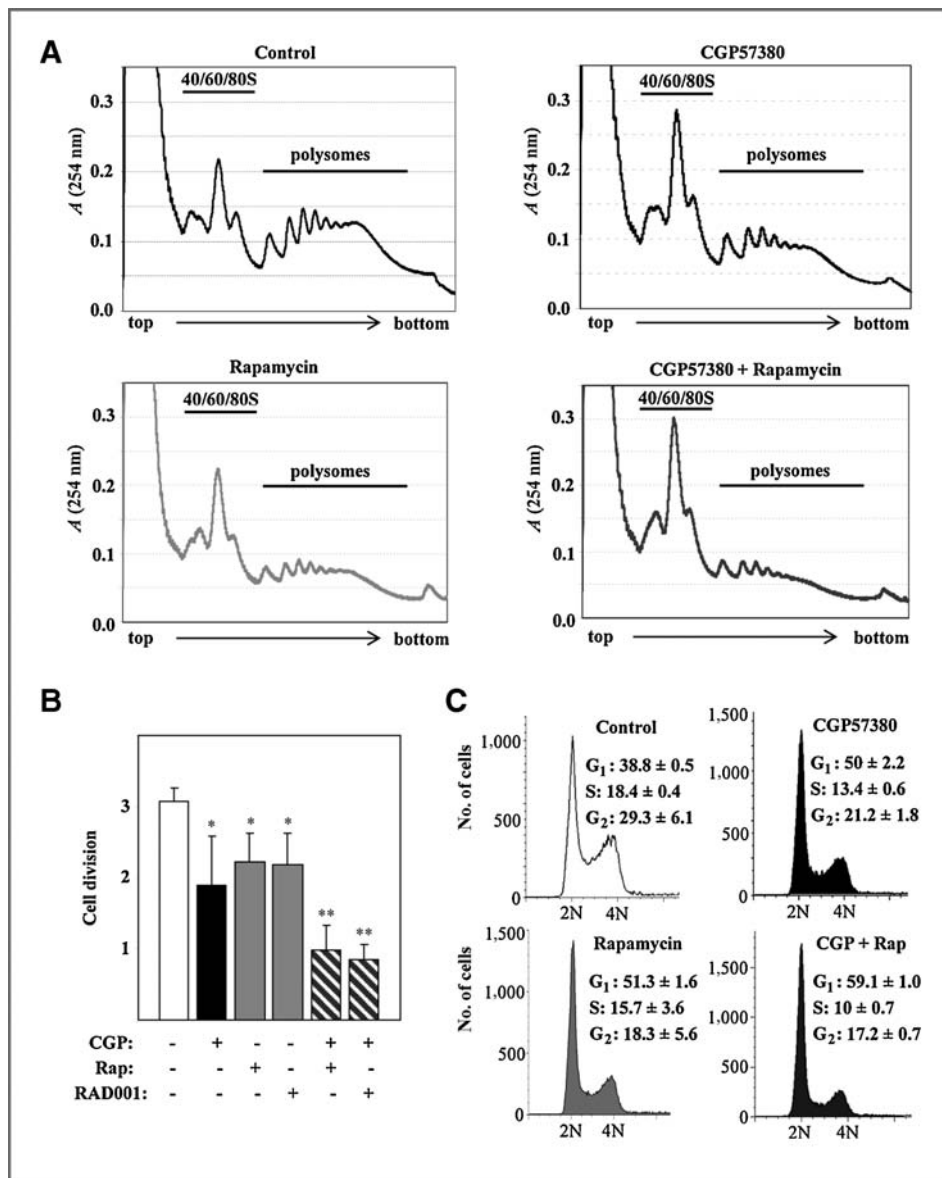 A
Control
40/60/80S
polysomes
A (254 nm)
0.3
0.2
0.1
0.0
top
bottom
CGP57380
40/60/80S
polysomes
A (254 nm)
0.3
0.2
0.1
0.0
top
bottom
Rapamycin
40/60/80S
polysomes
A (254 nm)
0.3
0.2
0.1
0.0
top
bottom
CGP57380 + Rapamycin
40/60/80S
polysomes
A (254 nm)
0.3
0.2
0.1
0.0
top
bottom
B
Cell division
3
2
1
* * * ** **
CGP: - + - - + +
Rap: - - + - + -
RAD001: - - - + - +
C
Control
G1: 38.8 ± 0.5
S: 18.4 ± 0.4
G2: 29.3 ± 6.1
No. of cells
1,000
500
0
2N 4N
CGP57380
G1: 50 ± 2.2
S: 13.4 ± 0.6
G2: 21.2 ± 1.8
1,500
1,000
500
0
2N 4N
Rapamycin
G1: 51.3 ± 1.6
S: 15.7 ± 3.6
G2: 18.3 ± 5.6
No. of cells
1,500
1,000
500
0
2N 4N
CGP + Rap
G1: 59.1 ± 1.0
S: 10 ± 0.7
G2: 17.2 ± 0.7
1,500
1,000
500
0
2N 4N